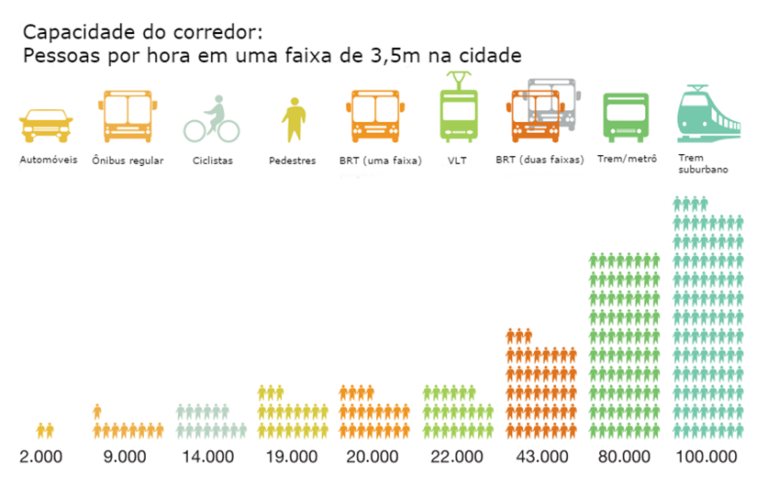 Capacidade do corredor:
Pessoas por hora em uma faixa de 3,5m na cidade
Automóveis
Ônibus regular
Ciclistas
Pedestres
BRT (uma faixa)
VLT
BRT (duas faixas)
Trem/metrô
Trem
suburbano
2.000
9.000
14.000
19.000
20.000
22.000
43.000
80.000
100.000